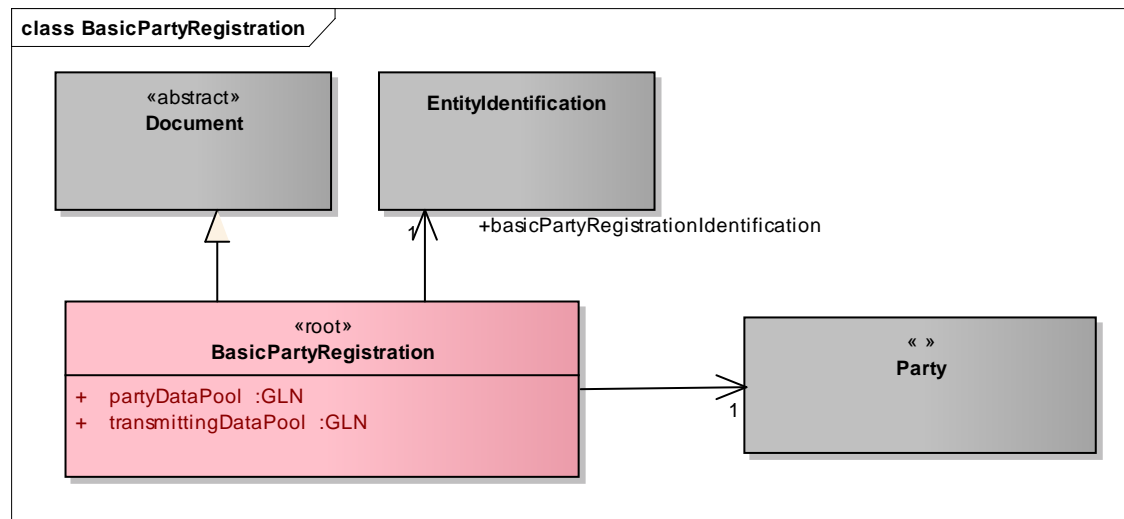 class BasicPartyRegistration
«abstract»
Document
EntityIdentification
1
+basicPartyRegistrationIdentification
«root»
BasicPartyRegistration
+ partyDataPool :GLN
+ transmittingDataPool :GLN
« »
Party
1